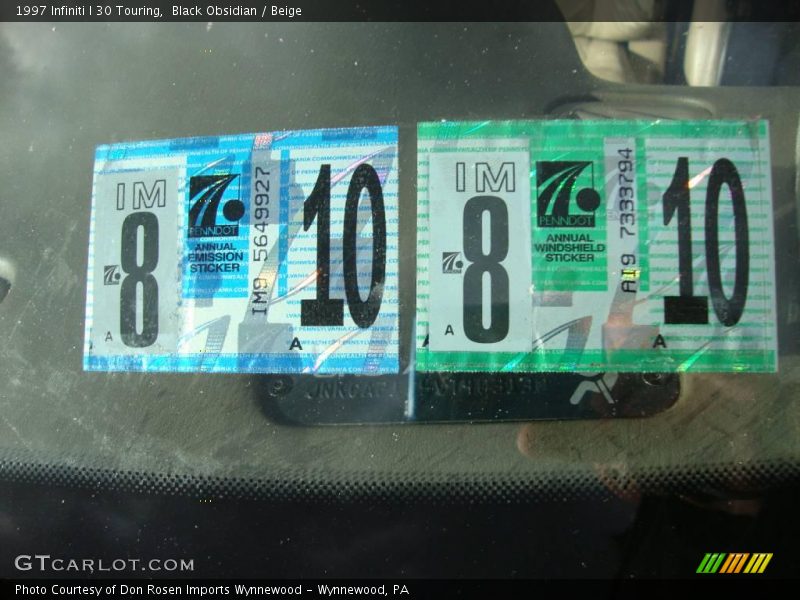 1997 Infiniti I 30 Touring,  Black Obsidian / Beige
IM
8
A
PENNDOT
ANNUAL
EMISSION
STICKER
IM9 5649927
10
A
IM
8
A
PENNDOT
ANNUAL
WINDSHIELD
STICKER
AI9 7333794
10
A
GTCARLOT.COM
Photo Courtesy of Don Rosen Imports Wynnewood - Wynnewood, PA